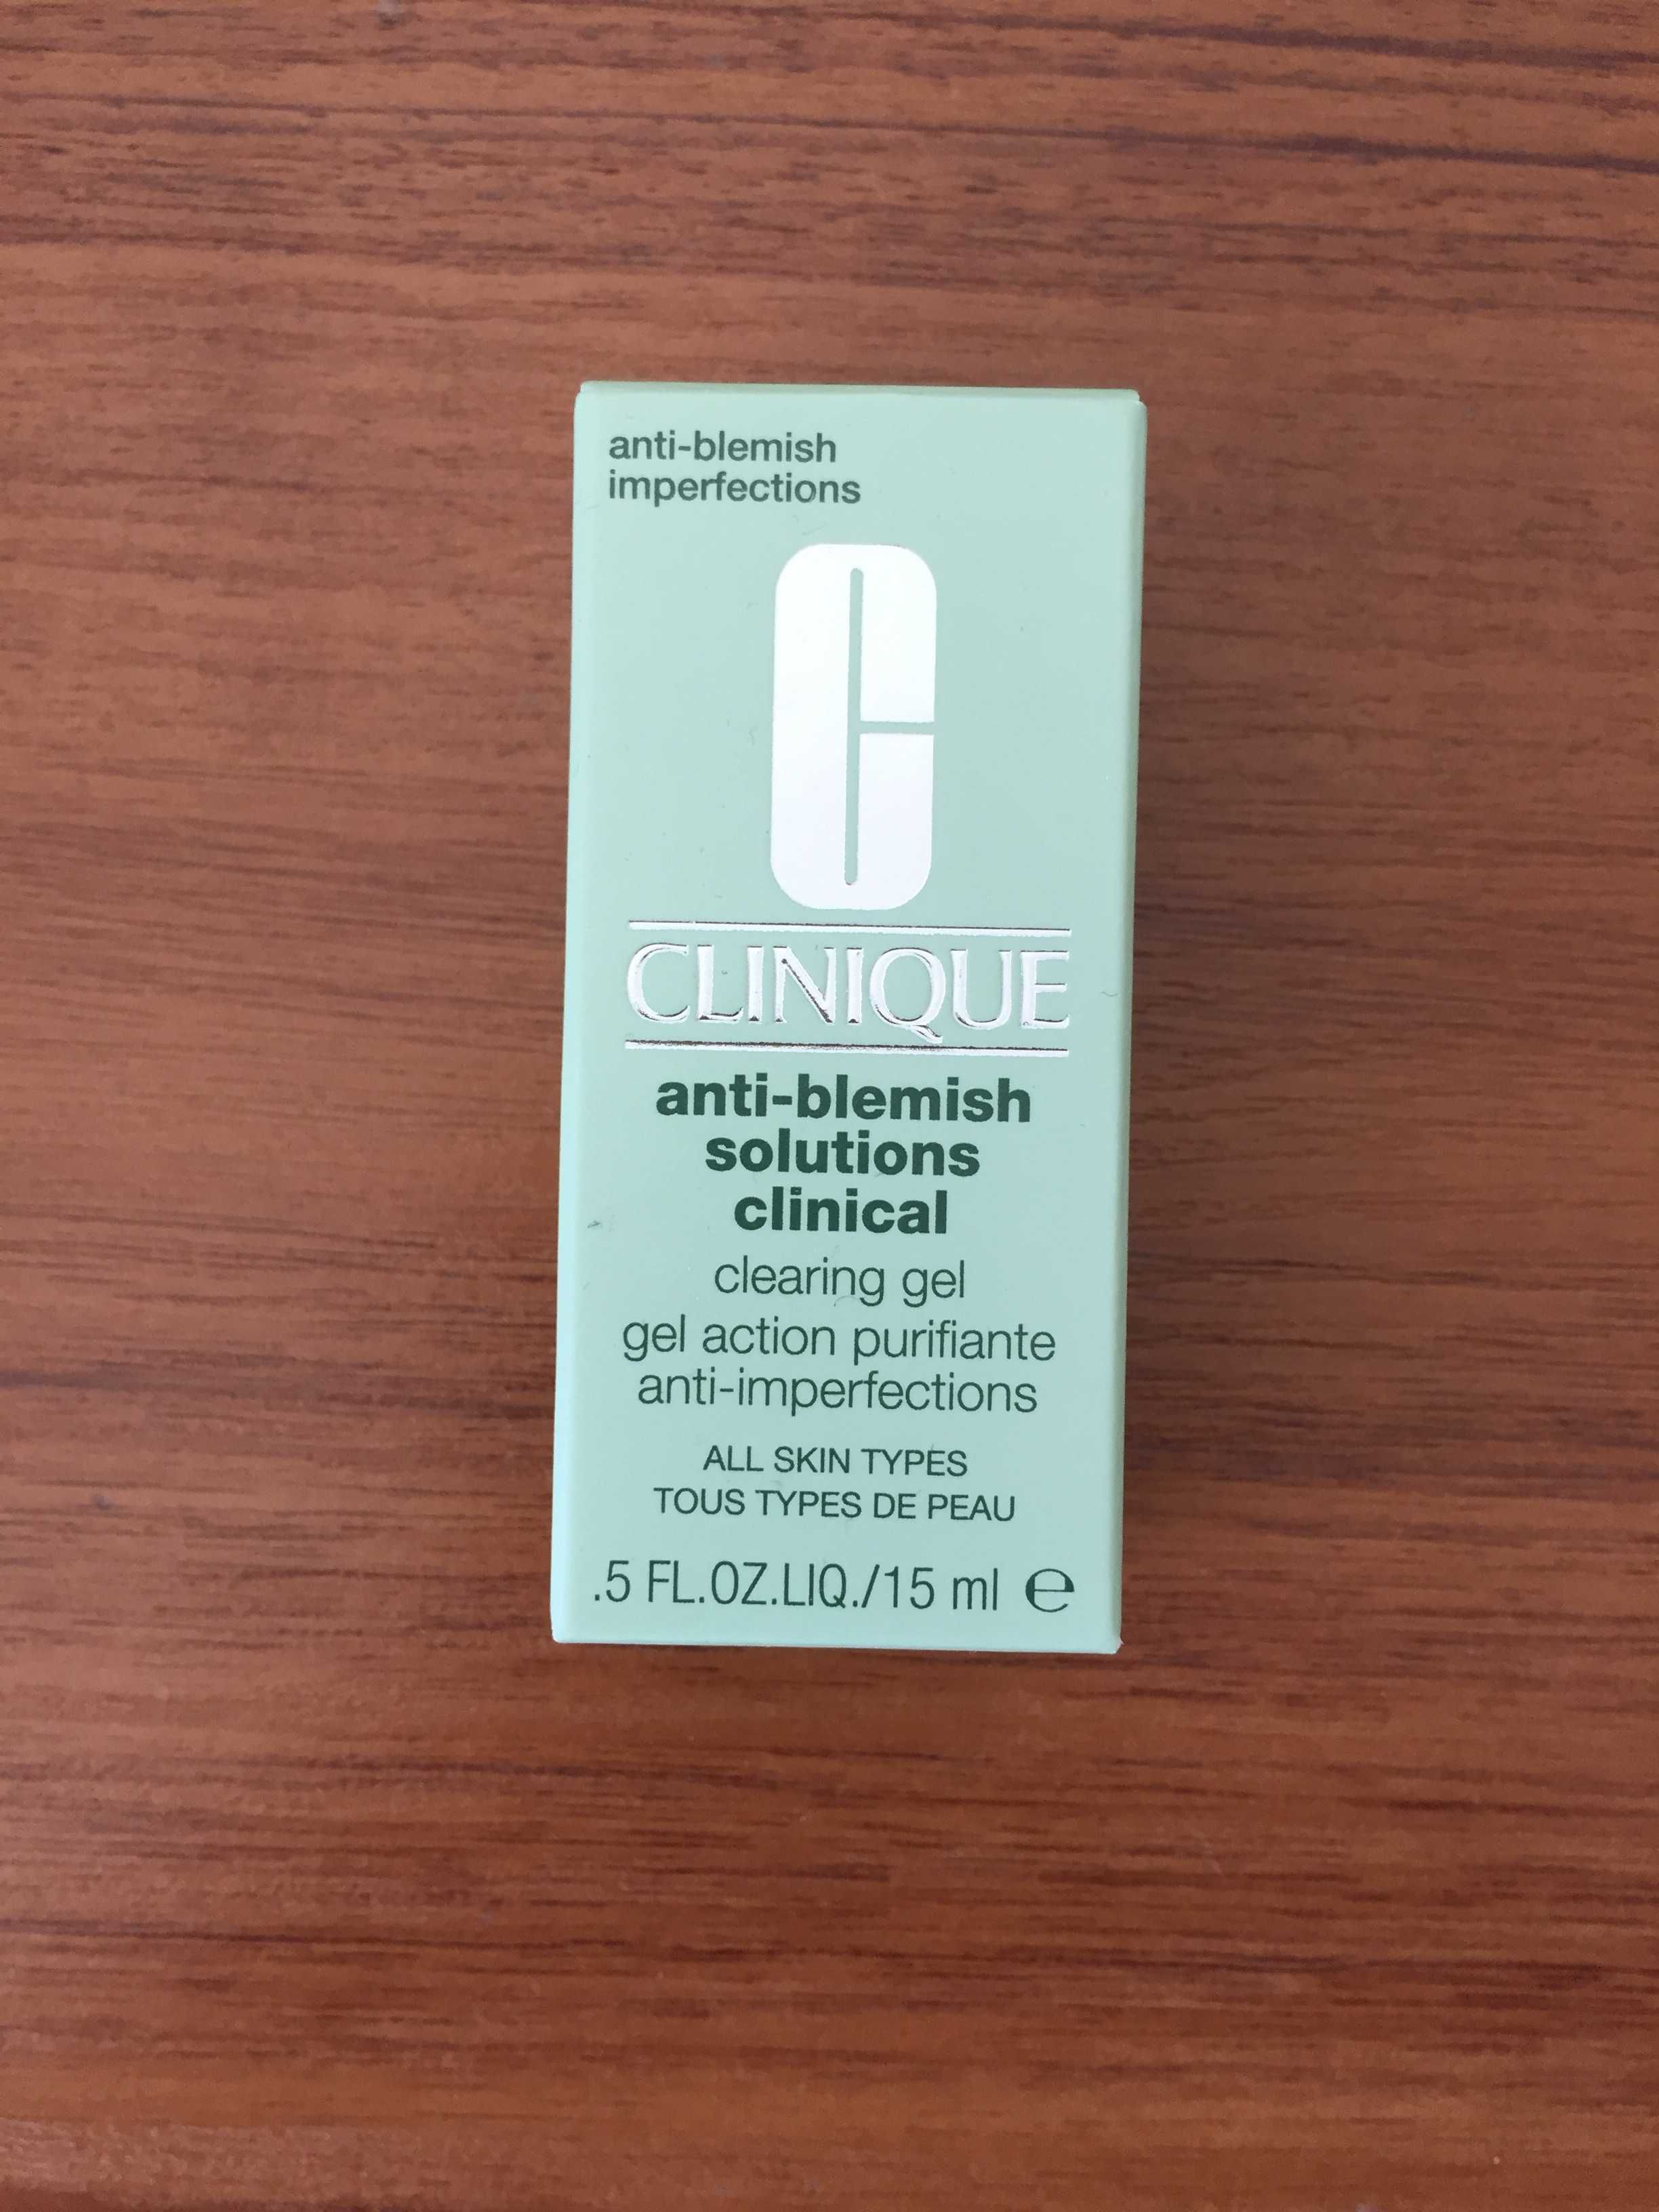 anti-blemish
imperfections
C
CLINIQUE
anti-blemish
solutions
clinical
clearing gel
gel action purifiante
anti-imperfections
ALL SKIN TYPES
TOUS TYPES DE PEAU
.5 FL.OZ.LIQ./15 ml ℮